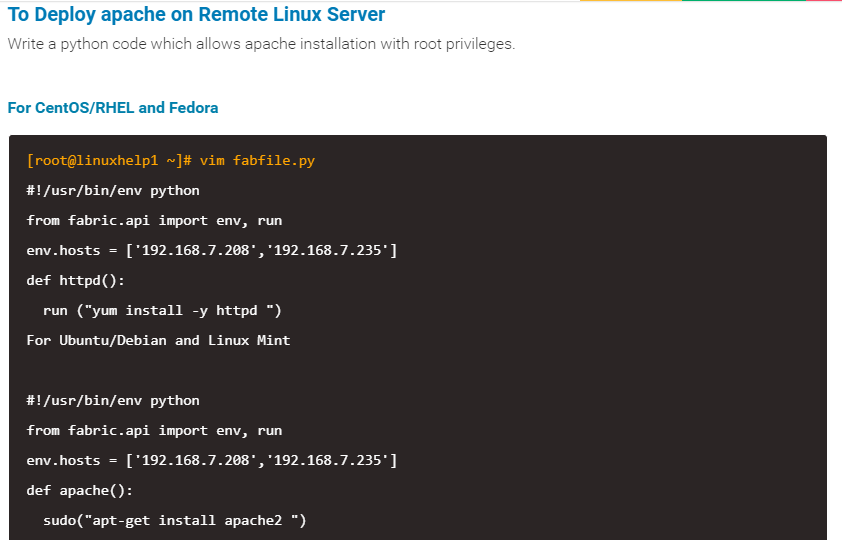 To Deploy apache on Remote Linux Server
Write a python code which allows apache installation with root privileges.
For CentOS/RHEL and Fedora
[root@linuxhelp1 ~]# vim fabfile.py
#!/usr/bin/env python
from fabric.api import env, run
env.hosts = ['192.168.7.208','192.168.7.235']
def httpd():
  run ("yum install -y httpd ")
For Ubuntu/Debian and Linux Mint
#!/usr/bin/env python
from fabric.api import env, run
env.hosts = ['192.168.7.208','192.168.7.235']
def apache():
  sudo("apt-get install apache2 ")